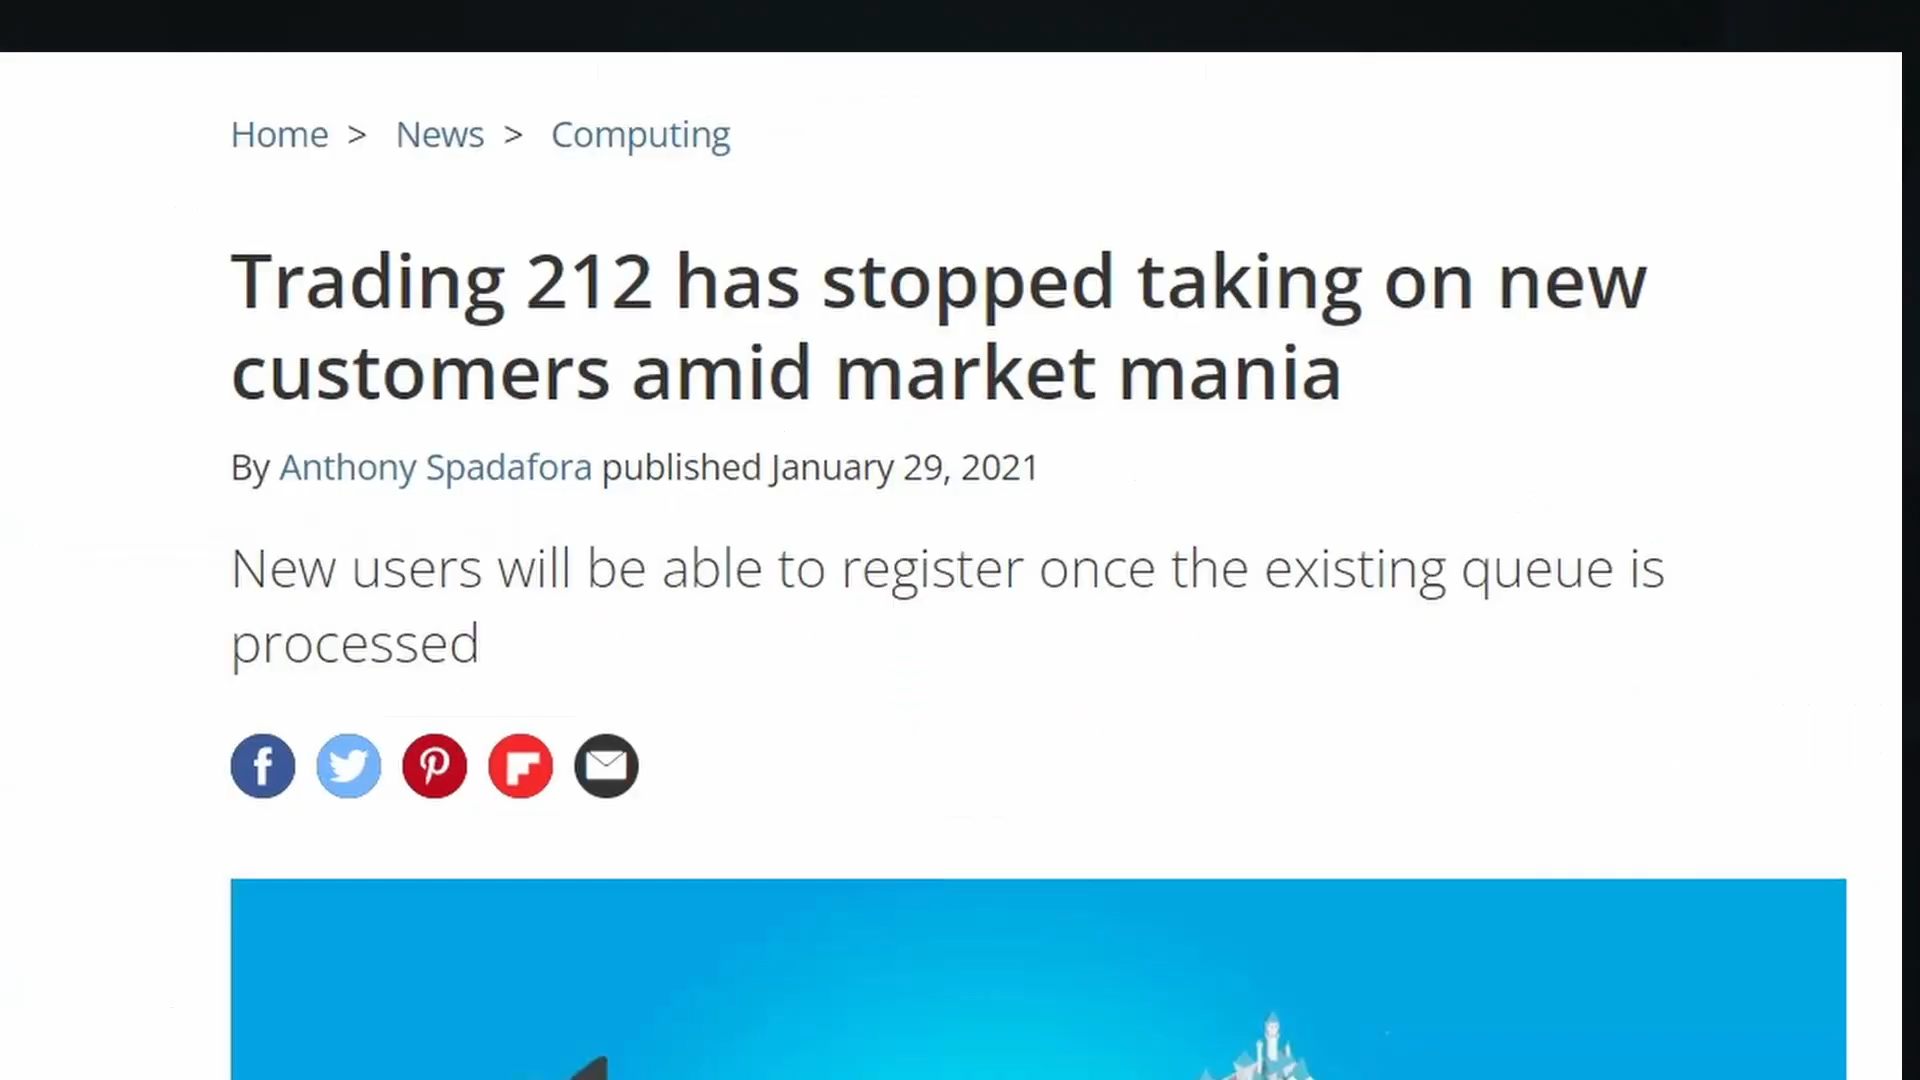 Home > News > Computing
Trading 212 has stopped taking on new
customers amid market mania
By Anthony Spadafora published January 29, 2021
New users will be able to register once the existing queue is
processed